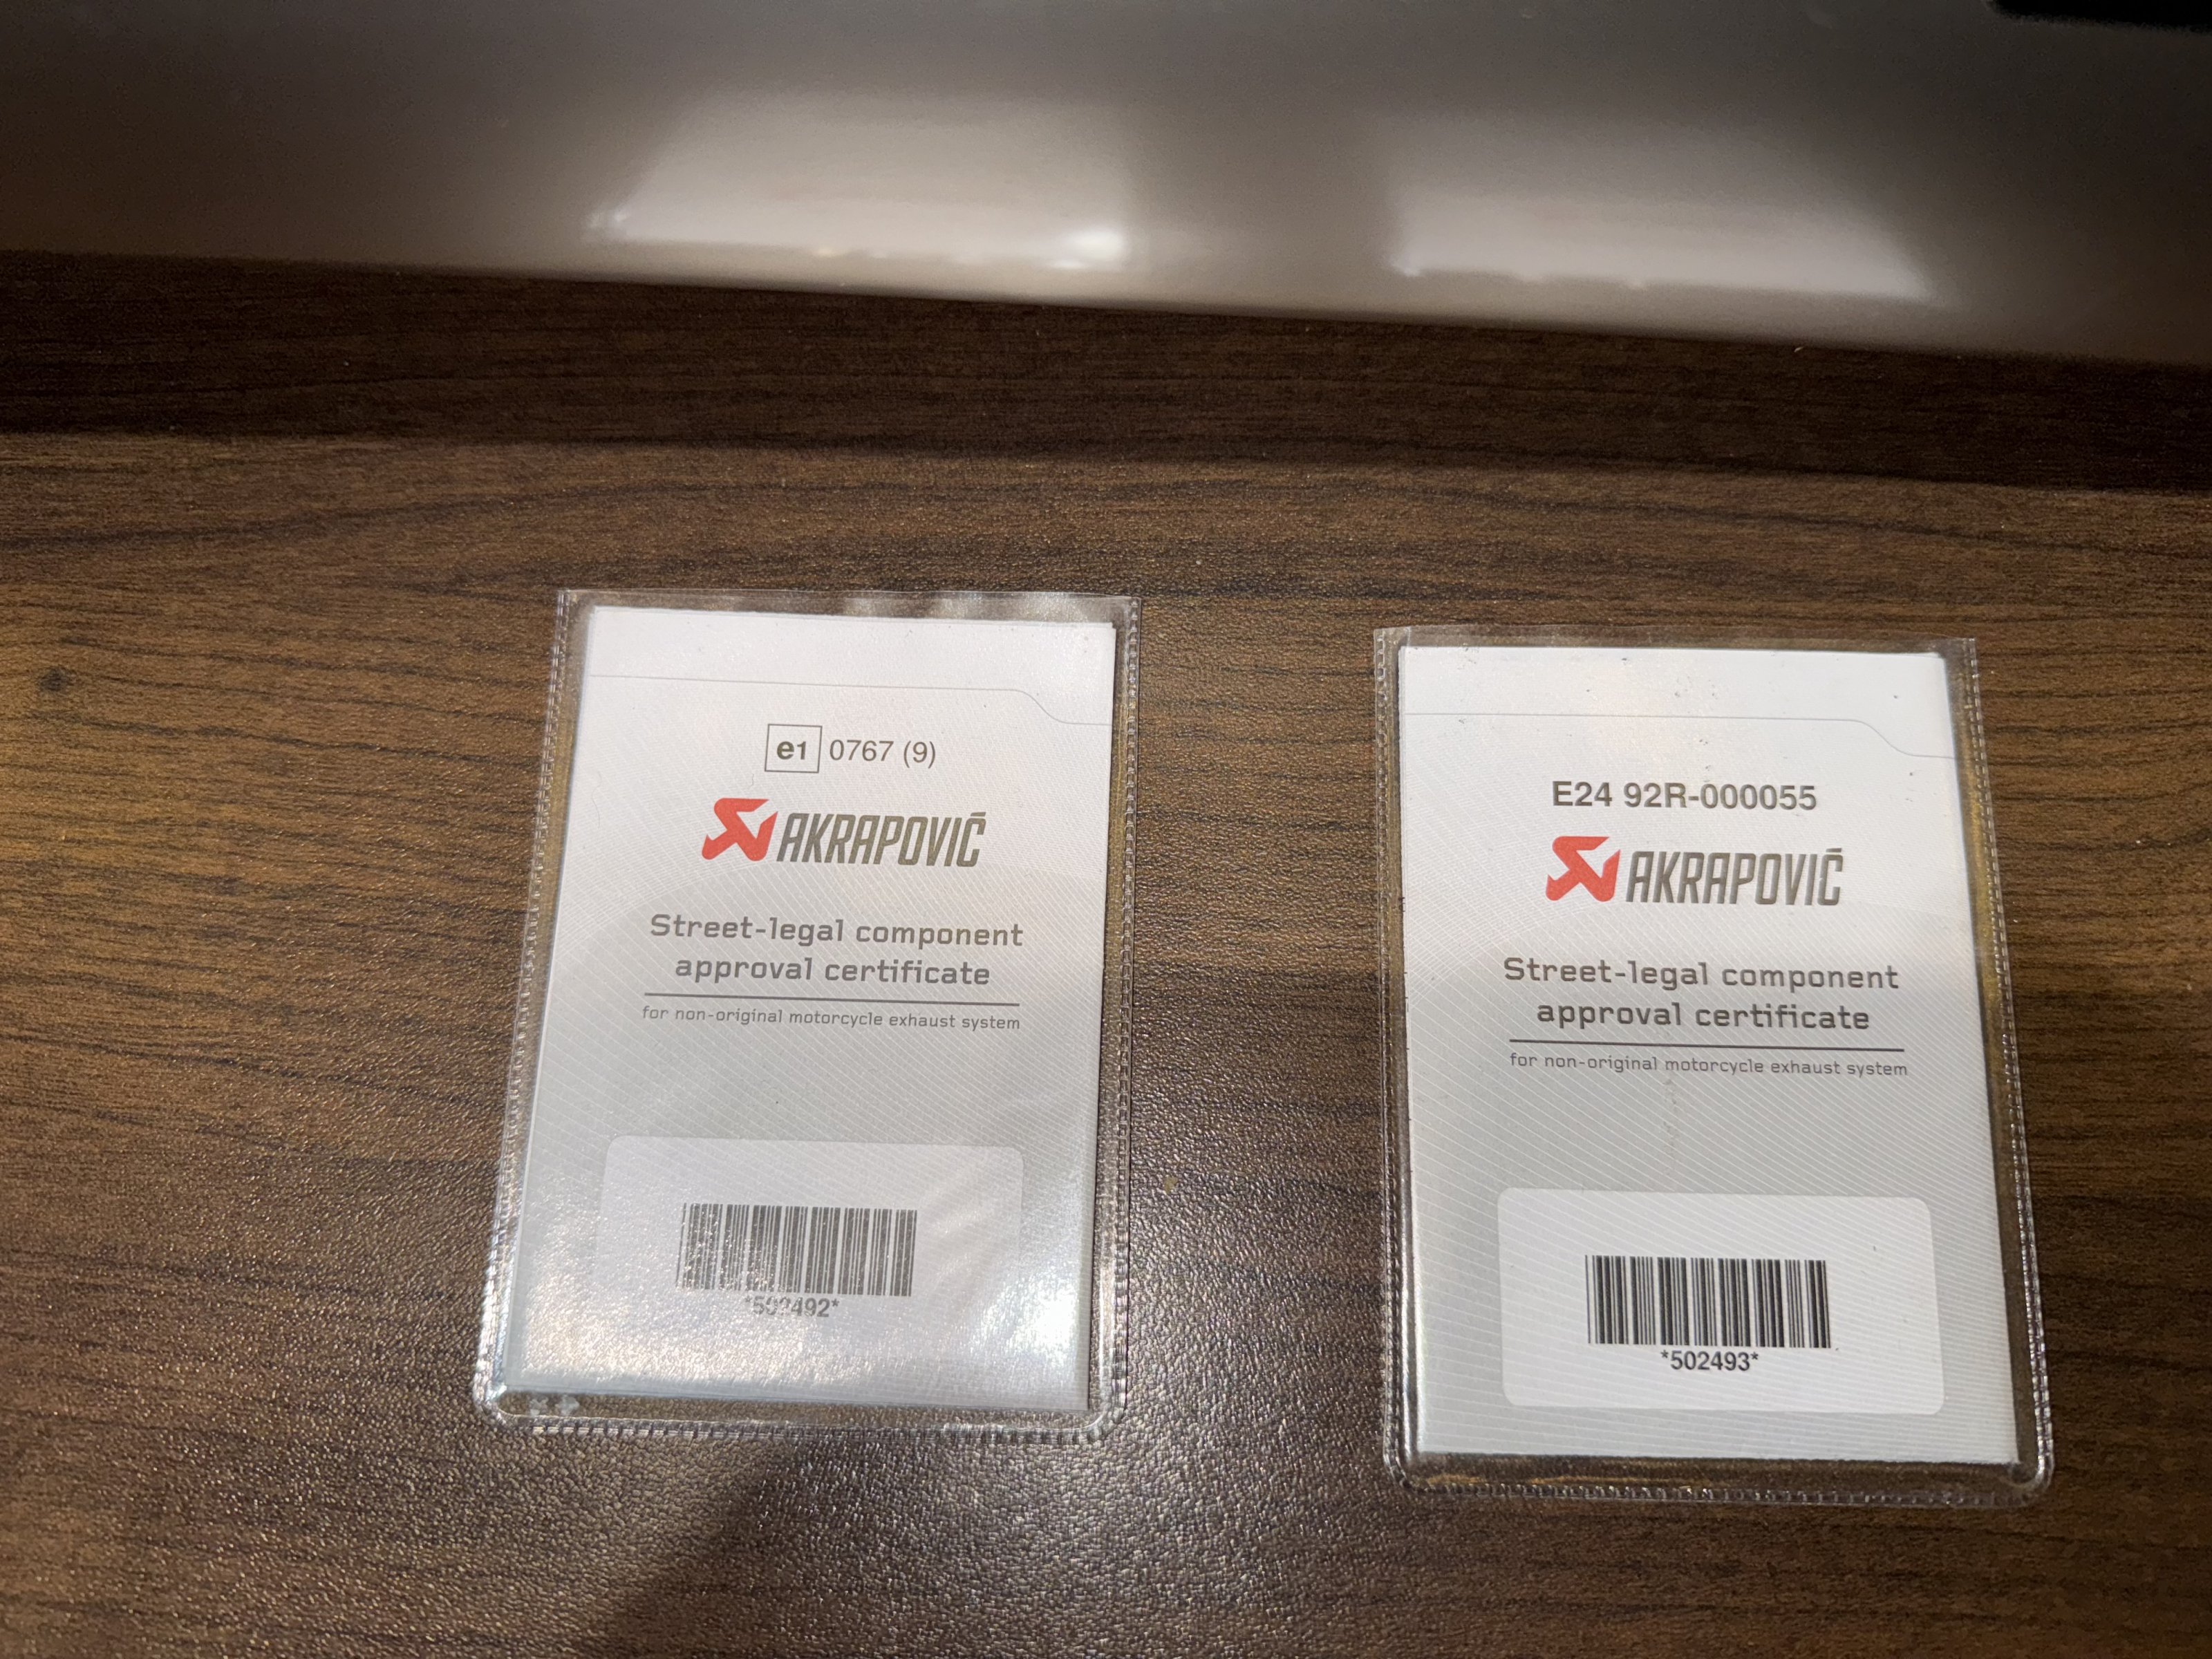 e1 0767 (9)
AKRAPOVIČ
Street-legal component
approval certificate
for non-original motorcycle exhaust system
*502492*
E24 92R-000055
AKRAPOVIČ
Street-legal component
approval certificate
for non-original motorcycle exhaust system
*502493*